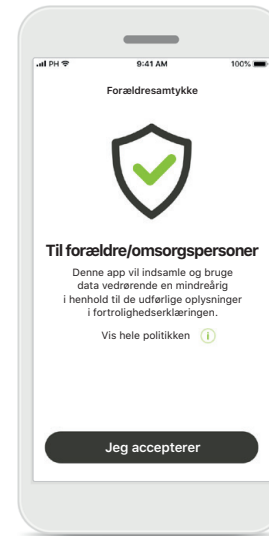 PH 9:41 AM 100%
Forældresamtykke
Til forældre/omsorgspersoner
Denne app vil indsamle og bruge
data vedrørende en mindreårig
i henhold til de udførlige oplysninger
i fortrolighedserklæringen.
Vis hele politikken i
Jeg accepterer